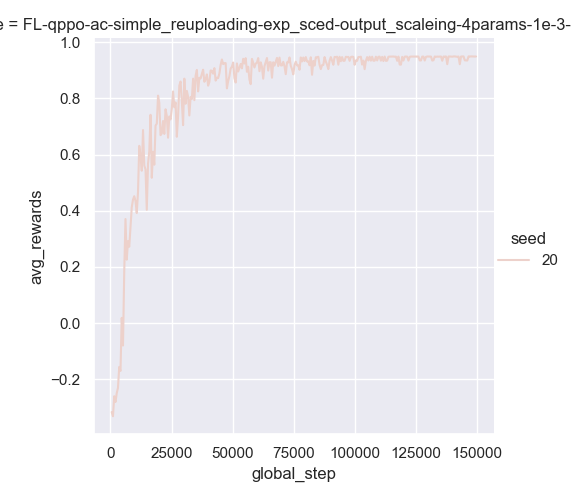 e = FL-qppo-ac-simple_reuploading-exp_sced-output_scaleing-4params-1e-3-
1.0
0.8
0.6
0.4
0.2
0.0
−0.2
avg_rewards
0 25000 50000 75000 100000 125000 150000
global_step
seed
20